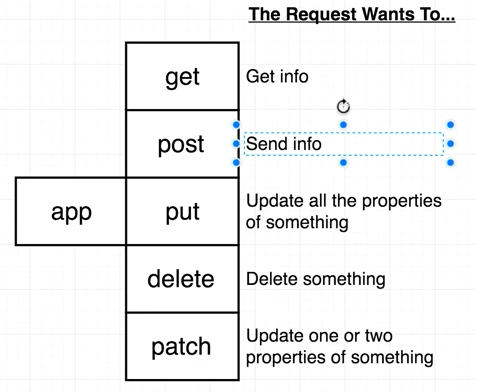 The Request Wants To...
get
Get info
post
Send info
app
put
Update all the properties
of something
delete
Delete something
patch
Update one or two
properties of something